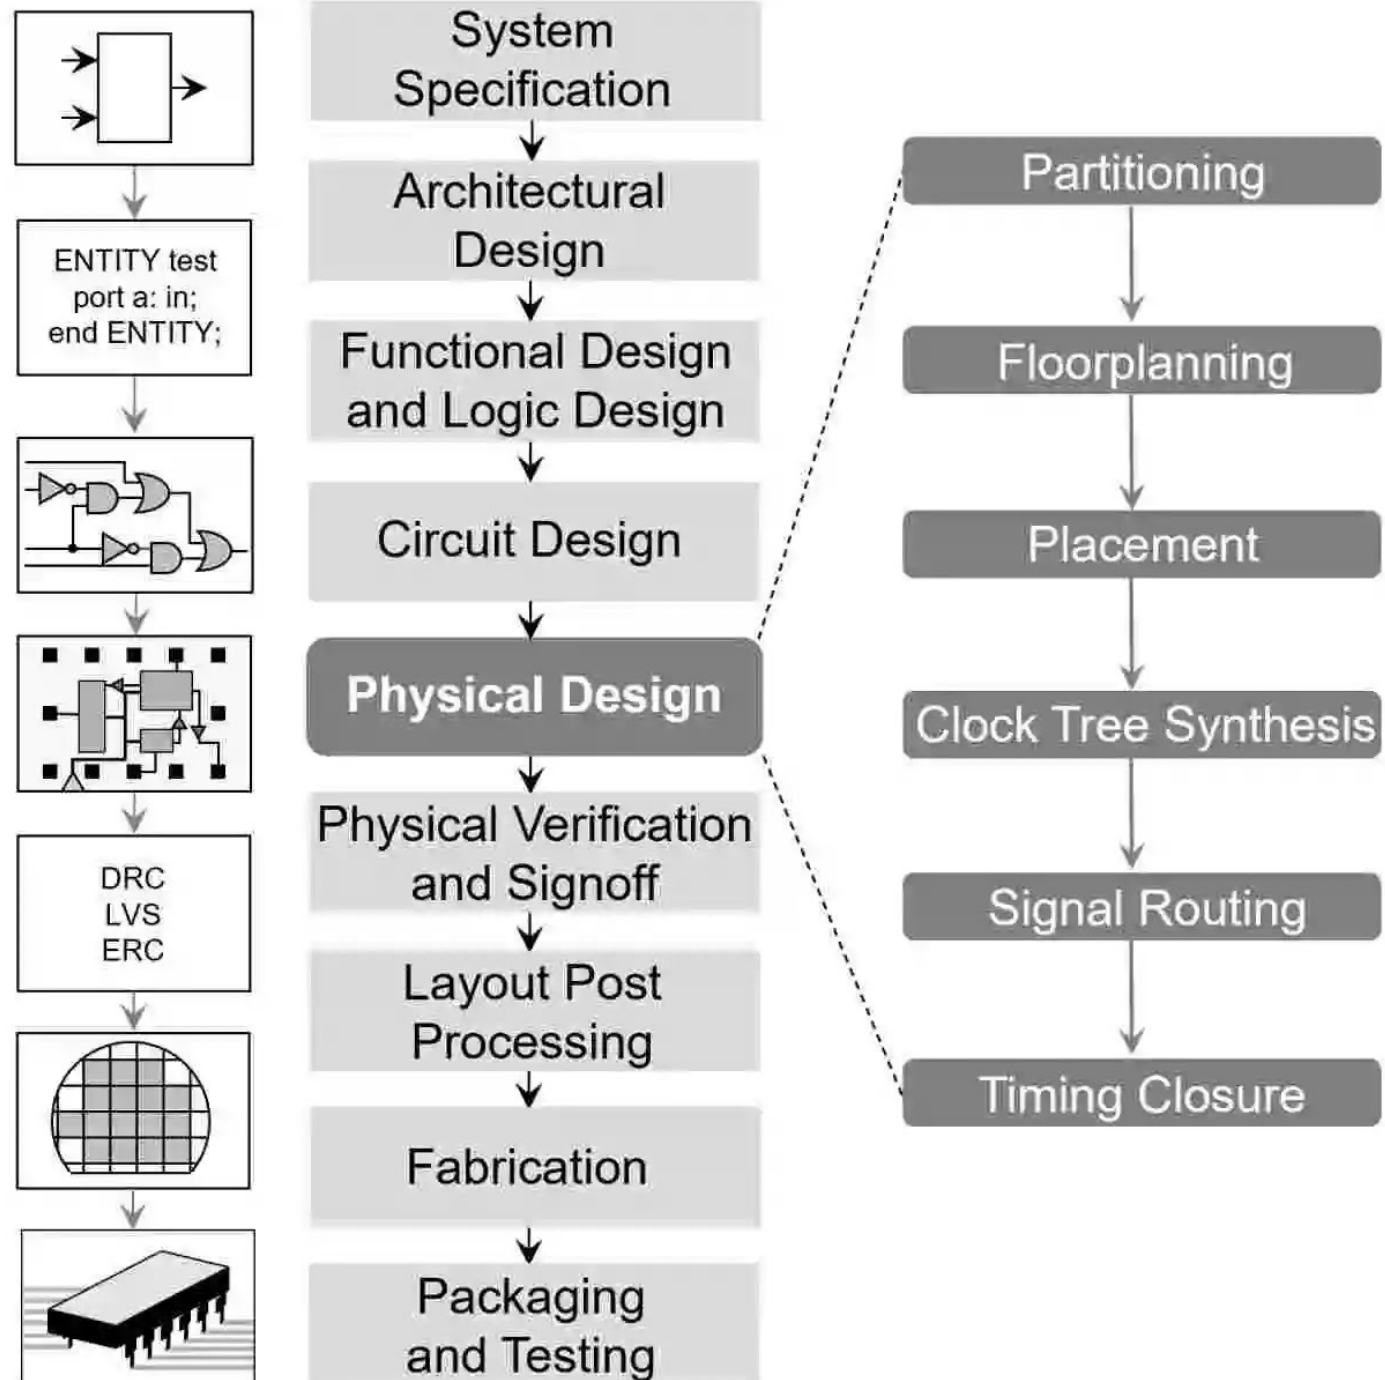 ENTITY test
port a: in;
end ENTITY;
DRC
LVS
ERC
System
Specification
Architectural
Design
Functional Design
and Logic Design
Circuit Design
Physical Design
Physical Verification
and Signoff
Layout Post
Processing
Fabrication
Packaging
and Testing
Partitioning
Floorplanning
Placement
Clock Tree Synthesis
Signal Routing
Timing Closure